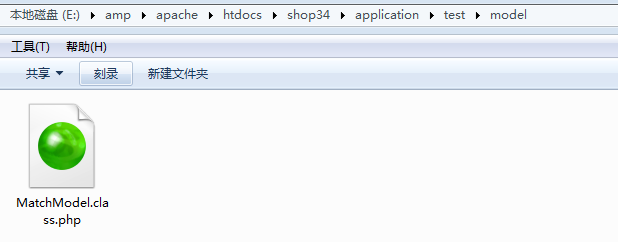 本地磁盘 (E:) ▸ amp ▸ apache ▸ htdocs ▸ shop34 ▸ application ▸ test ▸ model
工具(T) 帮助(H)
共享 刻录 新建文件夹
MatchModel.cla
ss.php